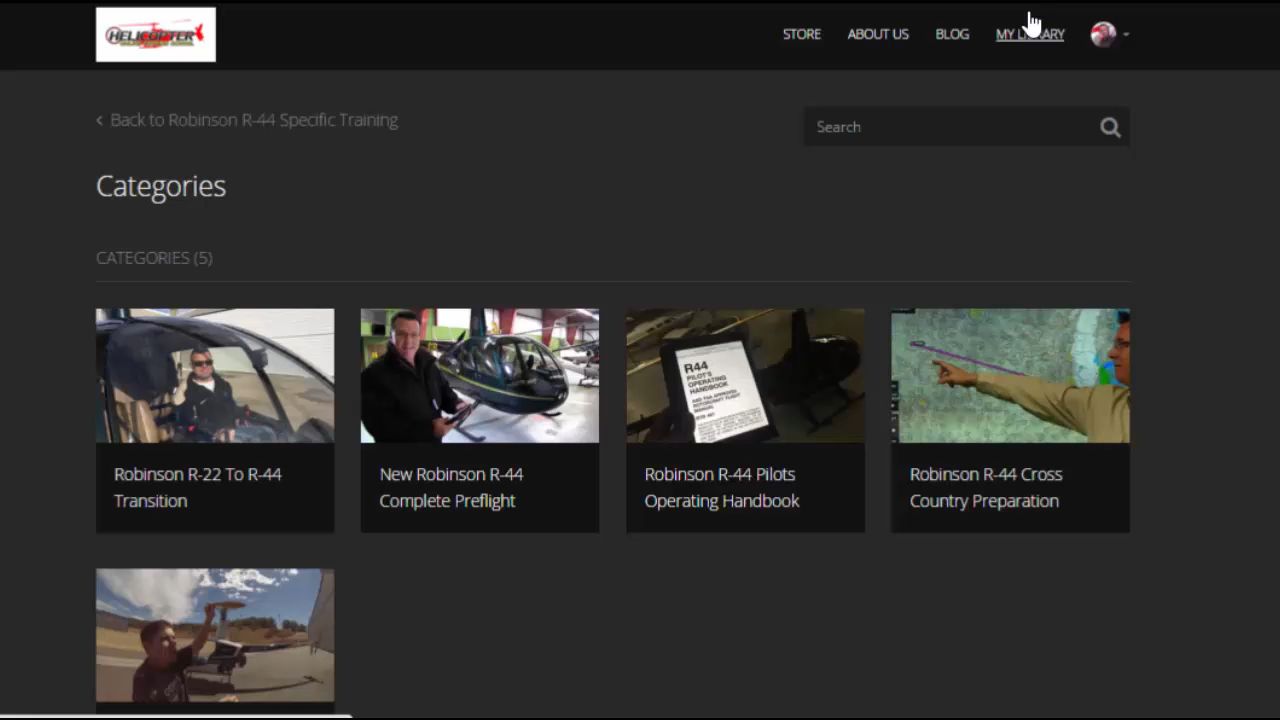 HELICOPTER
STORE
ABOUT US
BLOG
MY LIBRARY
Back to Robinson R-44 Specific Training
Search
Categories
CATEGORIES (5)
R44
PILOT'S
OPERATING
HANDBOOK
Robinson R-22 To R-44
Transition
New Robinson R-44
Complete Preflight
Robinson R-44 Pilots
Operating Handbook
Robinson R-44 Cross
Country Preparation